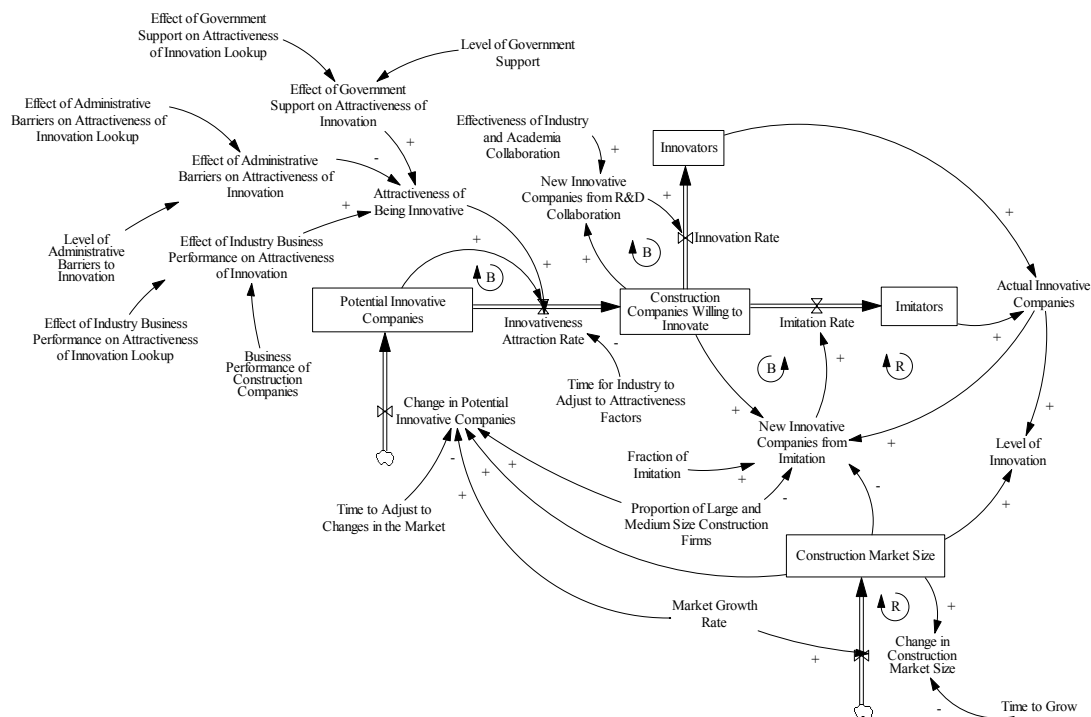 Effect of Government
Support on Attractiveness
of Innovation Lookup
Level of Government
Support
Effect of Government
Support on Attractiveness of
Innovation
+
Effect of Administrative
Barriers on Attractiveness of
Innovation Lookup
Effect of Administrative
Barriers on Attractiveness of
Innovation
-
Attractiveness of
Being Innovative
+
Level of
Administrative
Barriers to
Innovation
Effect of Industry Business
Performance on Attractiveness
of Innovation
Effect of Industry Business
Performance on Attractiveness
of Innovation Lookup
Business
Performance of
Construction
Companies
Effectiveness of Industry
and Academia
Collaboration
+
New Innovative
Companies from R&D
Collaboration
+
+
B
Innovators
Innovation Rate
+
+
B
Potential Innovative
Companies
Innovativeness
Attraction Rate
-
Construction
Companies Willing to
Innovate
Imitation Rate
Imitators
Actual Innovative
Companies
+
+
+
B
R
+
Time for Industry to
Adjust to Attractiveness
Factors
Change in Potential
Innovative Companies
-
+
+
+
Time to Adjust to
Changes in the Market
New Innovative
Companies from
Imitation
+
+
Fraction of
Imitation
+
-
-
Level of
Innovation
+
Proportion of Large and
Medium Size Construction
Firms
Construction Market Size
R
+
Market Growth
Rate
+
Change in
Construction
Market Size
-
Time to Grow